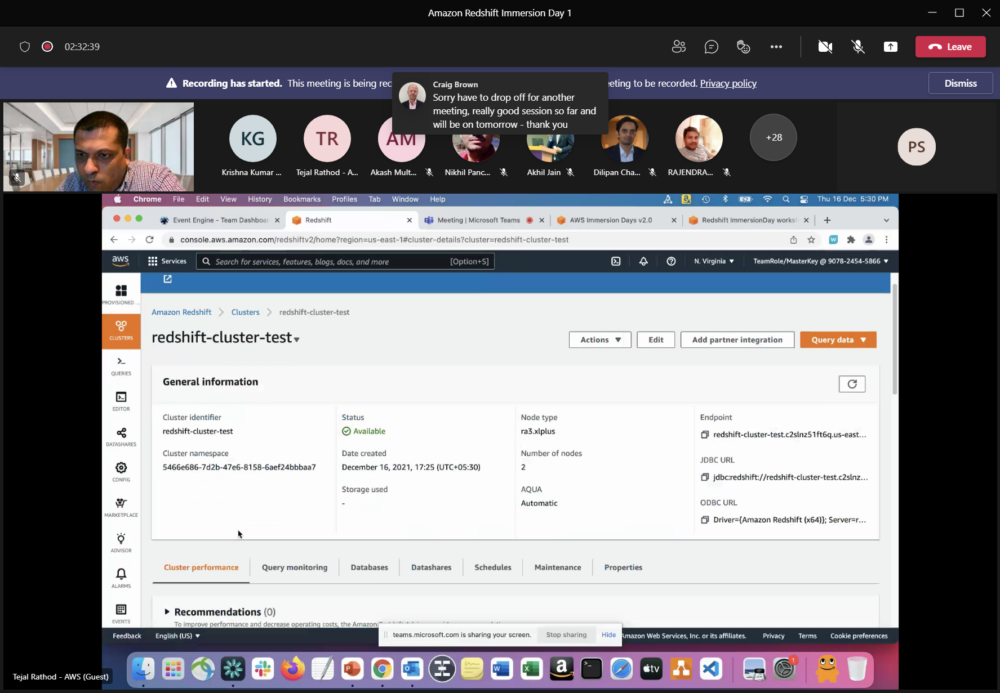 Amazon Redshift Immersion Day 1
02:32:39
Leave
Recording has started. This meeting is being rec
eting to be recorded. Privacy policy
Dismiss
Craig Brown
Sorry have to drop off for another
meeting, really good session so far and
will be on tomorrow - thank you
KG
TR
AM
+28
PS
Krishna Kumar ...
Tejal Rathod - A...
Akash Mult...
Nikhil Panc...
Akhil Jain
Dilipan Cha...
RAJENDRA...
Chrome File Edit View History Bookmarks Profiles Tab Window Help
Thu 16 Dec 5:30 PM
Event Engine - Team Dashboar
Redshift
Meeting | Microsoft Teams
AWS Immersion Days v2.0
Redshift ImmersionDay worksh
console.aws.amazon.com/redshiftv2/home?region=us-east-1#cluster-details?cluster=redshift-cluster-test
aws
Services
Search for services, features, blogs, docs, and more
[Option+S]
N. Virginia
TeamRole/MasterKey @ 9078-2454-5866
PROVISIONED ...
CLUSTERS
QUERIES
EDITOR
DATASHARES
CONFIG
MARKETPLACE
ADVISOR
ALARMS
EVENTS
Amazon Redshift
Clusters
redshift-cluster-test
redshift-cluster-test
Actions
Edit
Add partner integration
Query data
General information
Cluster identifier
redshift-cluster-test
Cluster namespace
5466e686-7d2b-47e6-8158-6aef24bbbaa7
Status
Available
Date created
December 16, 2021, 17:25 (UTC+05:30)
Storage used
-
Node type
ra3.xlplus
Number of nodes
2
AQUA
Automatic
Endpoint
redshift-cluster-test.c2slnz51ft6q.us-east...
JDBC URL
jdbc:redshift://redshift-cluster-test.c2slnz...
ODBC URL
Driver={Amazon Redshift (x64)}; Server=r...
Cluster performance
Query monitoring
Databases
Datashares
Schedules
Maintenance
Properties
Recommendations (0)
To improve performance and decrease operating costs, the Amazon
Feedback
English (US)
teams.microsoft.com is sharing your screen.
Stop sharing
Hide
Amazon Web Services, Inc. or its affiliates.
Privacy
Terms
Cookie preferences
tv
1
Tejal Rathod - AWS (Guest)